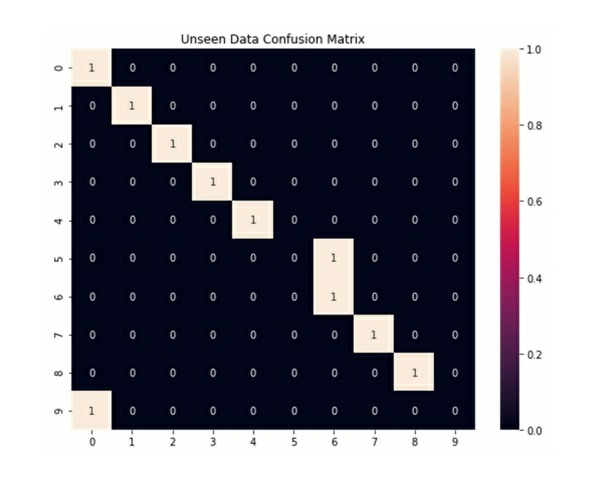 Unseen Data Confusion Matrix
0 1 0 0 0 0 0 0 0 0 0
1 0 1 0 0 0 0 0 0 0 0
2 0 0 1 0 0 0 0 0 0 0
3 0 0 0 1 0 0 0 0 0 0
4 0 0 0 0 1 0 0 0 0 0
5 0 0 0 0 0 0 1 0 0 0
6 0 0 0 0 0 0 1 0 0 0
7 0 0 0 0 0 0 0 1 0 0
8 0 0 0 0 0 0 0 0 1 0
9 1 0 0 0 0 0 0 0 0 0
0 1 2 3 4 5 6 7 8 9
1.0
0.8
0.6
0.4
0.2
0.0